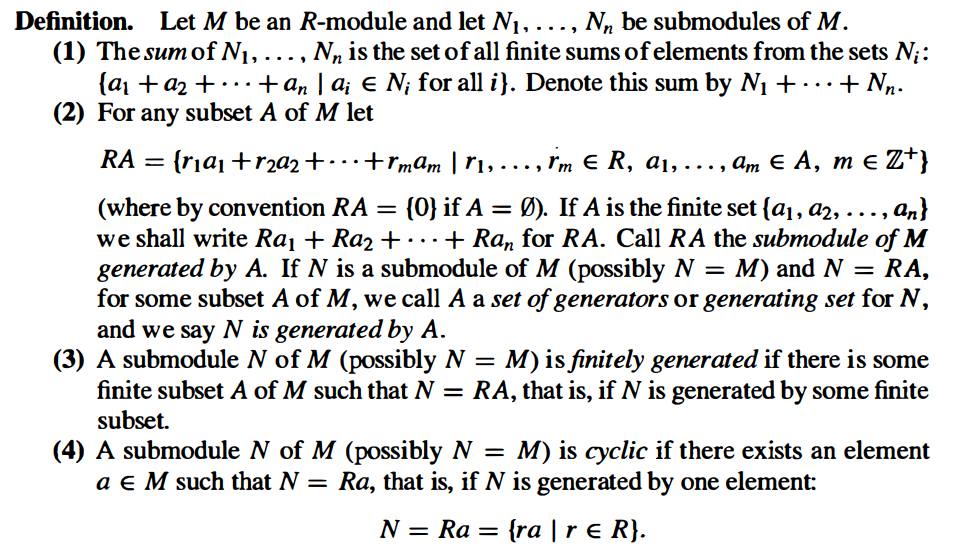 Definition. Let M be an R-module and let N₁, . . . , Nₙ be submodules of M.
(1) The sum of N₁, . . . , Nₙ is the set of all finite sums of elements from the sets Nᵢ:
{a₁ + a₂ + · · · + aₙ | aᵢ ∈ Nᵢ for all i}. Denote this sum by N₁ + · · · + Nₙ.
(2) For any subset A of M let
RA = {r₁a₁ + r₂a₂ + · · · + rₘaₘ | r₁, . . . , rₘ ∈ R, a₁, . . . , aₘ ∈ A, m ∈ ℤ⁺}
(where by convention RA = {0} if A = ∅). If A is the finite set {a₁, a₂, . . . , aₙ}
we shall write Ra₁ + Ra₂ + · · · + Raₙ for RA. Call RA the submodule of M
generated by A. If N is a submodule of M (possibly N = M) and N = RA,
for some subset A of M, we call A a set of generators or generating set for N,
and we say N is generated by A.
(3) A submodule N of M (possibly N = M) is finitely generated if there is some
finite subset A of M such that N = RA, that is, if N is generated by some finite
subset.
(4) A submodule N of M (possibly N = M) is cyclic if there exists an element
a ∈ M such that N = Ra, that is, if N is generated by one element:
N = Ra = {ra | r ∈ R}.